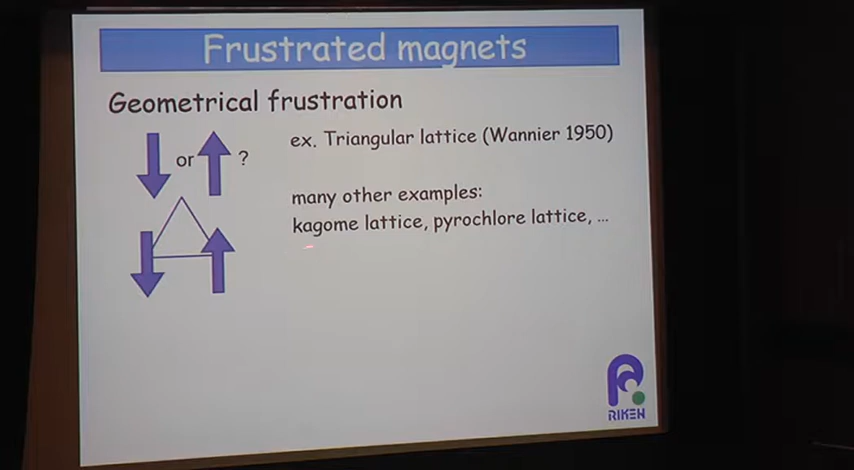 Frustrated magnets
Geometrical frustration
or ?
ex. Triangular lattice (Wannier 1950)
many other examples:
kagome lattice, pyrochlore lattice, ...
RIKEN